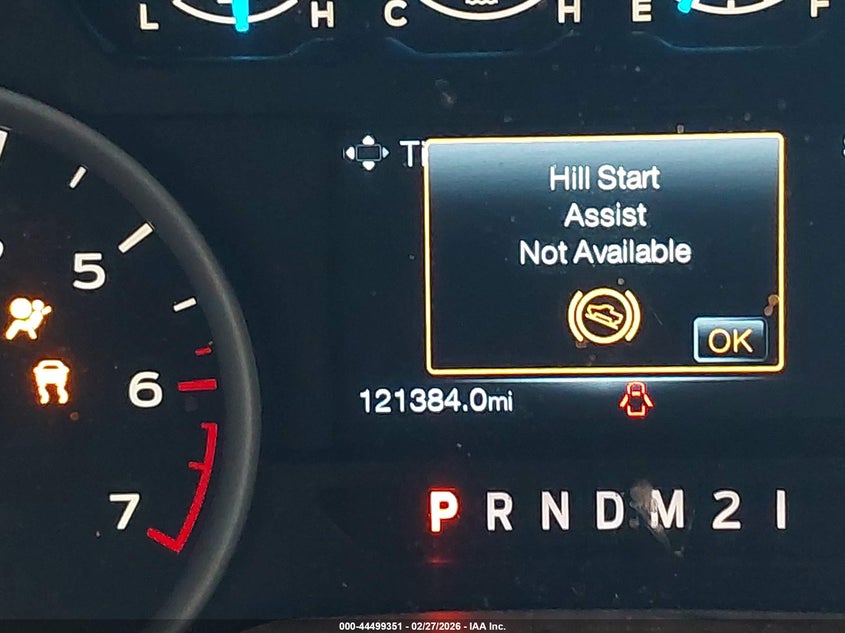 L H C H E F
Ti
Hill Start
Assist
Not Available
OK
5
6
7
121384.0mi
P R N D M 2 1
000-44499351 - 02/27/2026 - IAA Inc.